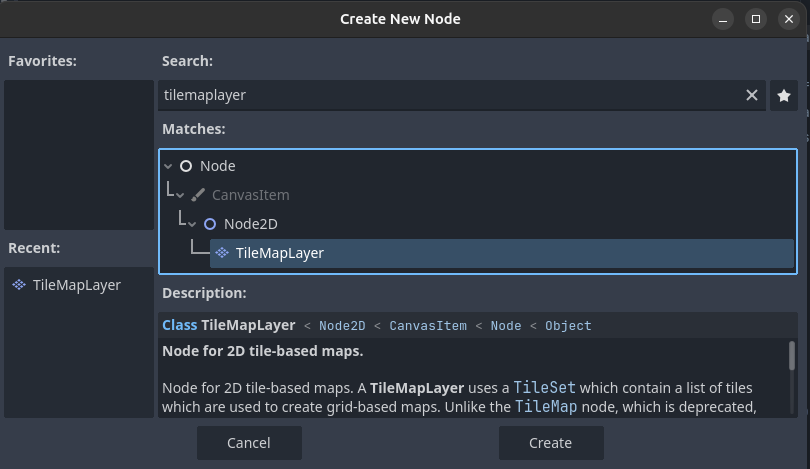 Create New Node
Favorites:
Search:
tilemaplayer
Matches:
Node
CanvasItem
Node2D
TileMapLayer
Recent:
TileMapLayer
Description:
Class TileMapLayer < Node2D < CanvasItem < Node < Object
Node for 2D tile-based maps.
Node for 2D tile-based maps. A TileMapLayer uses a TileSet which contain a list of tiles
which are used to create grid-based maps. Unlike the TileMap node, which is deprecated,
Cancel
Create